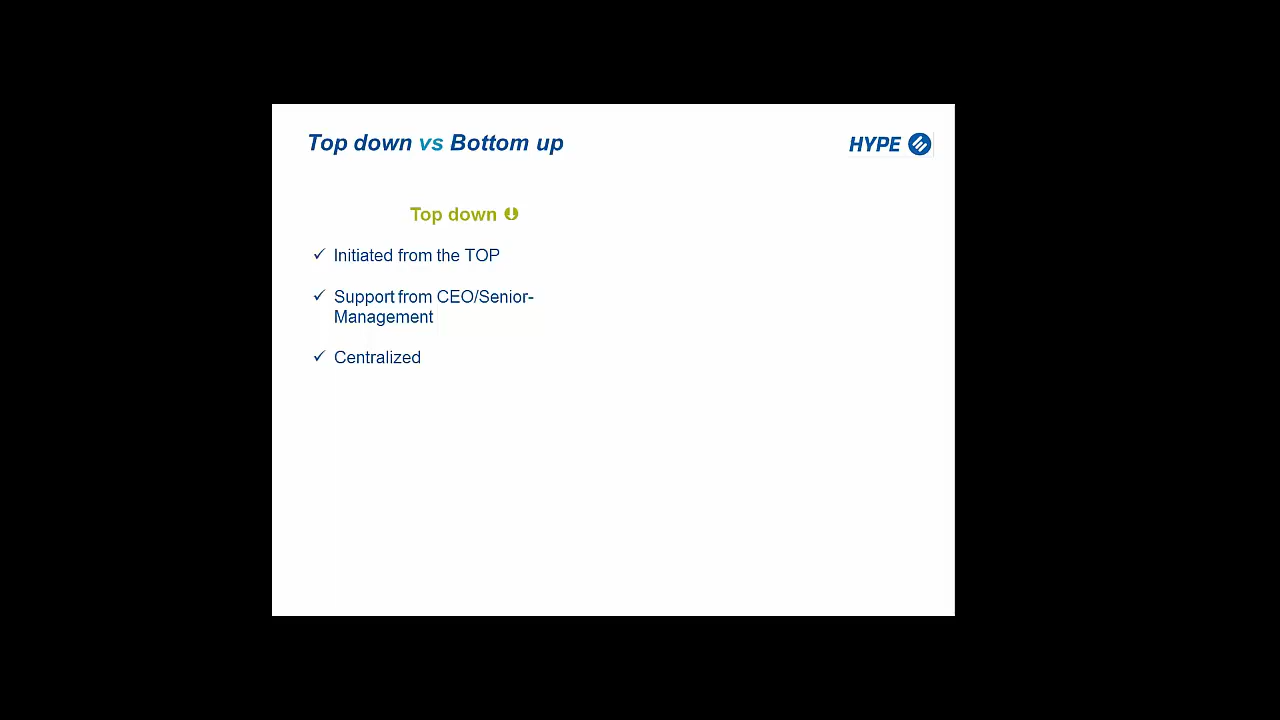 Top down vs Bottom up
HYPE
Top down
✓ Initiated from the TOP
✓ Support from CEO/Senior-
Management
✓ Centralized